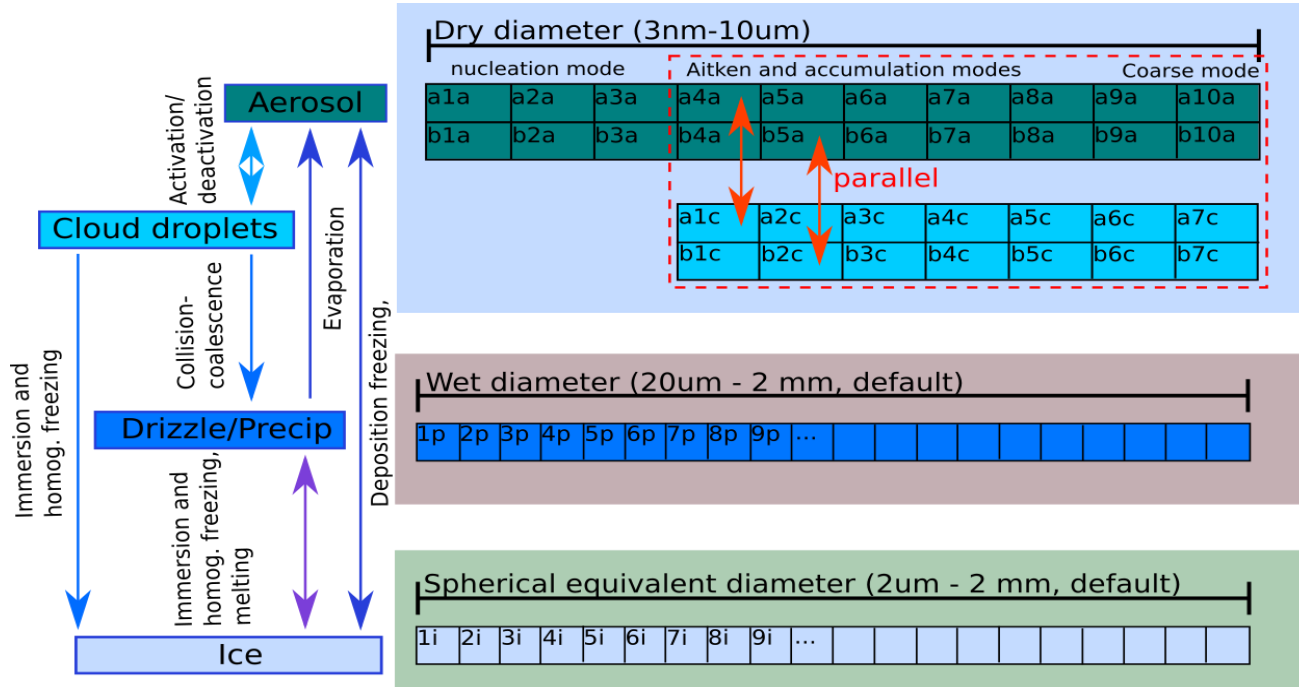 Dry diameter (3nm-10um)
nucleation mode
Aitken and accumulation modes
Coarse mode
a1a a2a a3a a4a a5a a6a a7a a8a a9a a10a
b1a b2a b3a b4a b5a b6a b7a b8a b9a b10a
parallel
a1c a2c a3c a4c a5c a6c a7c
b1c b2c b3c b4c b5c b6c b7c
Aerosol
Activation/
deactivation
Cloud droplets
Evaporation
Collision-
coalescence
Deposition freezing,
Immersion and
homog. freezing
Drizzle/Precip
Immersion and
homog. freezing,
melting
Ice
Wet diameter (20um - 2 mm, default)
1p 2p 3p 4p 5p 6p 7p 8p 9p ...
Spherical equivalent diameter (2um - 2 mm, default)
1i 2i 3i 4i 5i 6i 7i 8i 9i ...